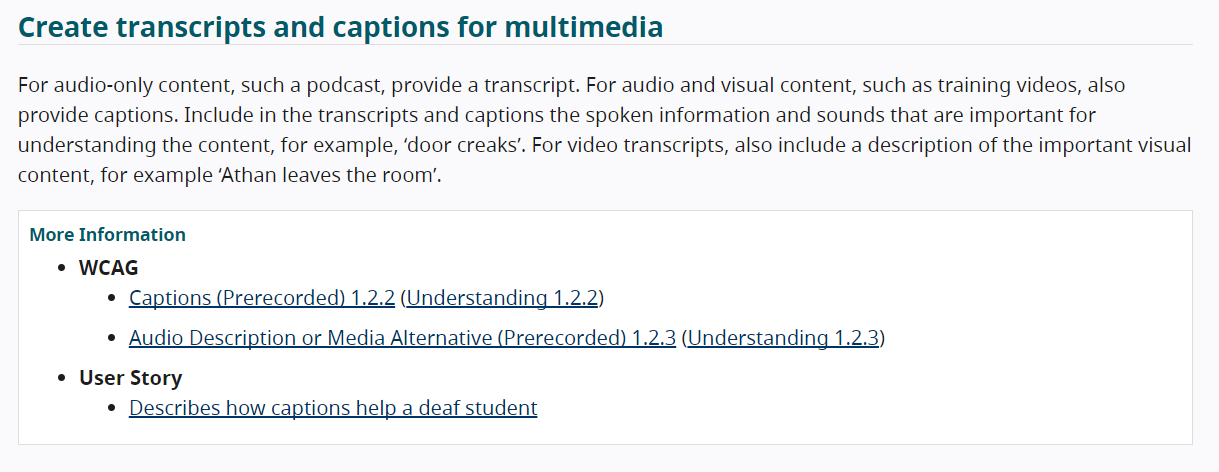 Create transcripts and captions for multimedia
For audio-only content, such a podcast, provide a transcript. For audio and visual content, such as training videos, also
provide captions. Include in the transcripts and captions the spoken information and sounds that are important for
understanding the content, for example, ‘door creaks’. For video transcripts, also include a description of the important visual
content, for example ‘Athan leaves the room’.
More Information
• WCAG
• Captions (Prerecorded) 1.2.2 (Understanding 1.2.2)
• Audio Description or Media Alternative (Prerecorded) 1.2.3 (Understanding 1.2.3)
• User Story
• Describes how captions help a deaf student